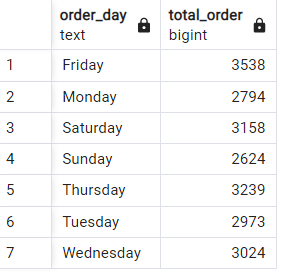 order_day total_order
text bigint
1 Friday 3538
2 Monday 2794
3 Saturday 3158
4 Sunday 2624
5 Thursday 3239
6 Tuesday 2973
7 Wednesday 3024